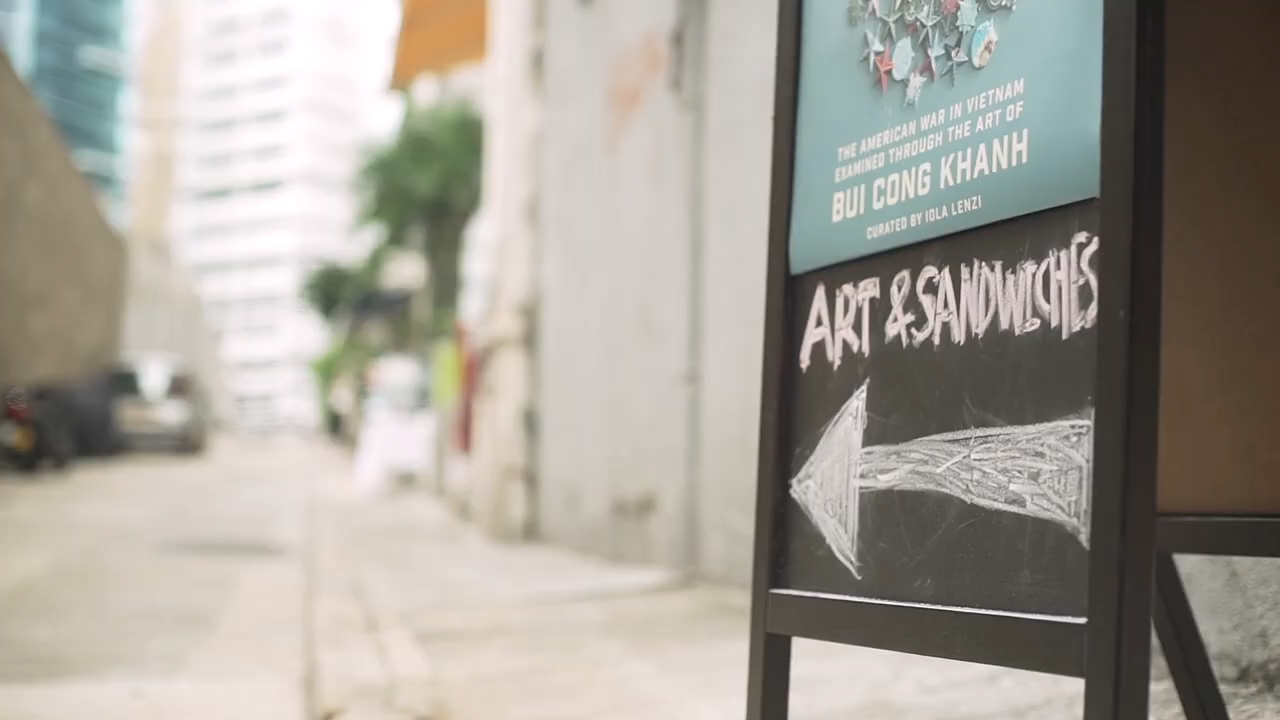 THE AMERICAN WAR IN VIETNAM
EXAMINED THROUGH THE ART OF
BUI CONG KHANH
CURATED BY IOLA LENZI
ART & SANDWICHES